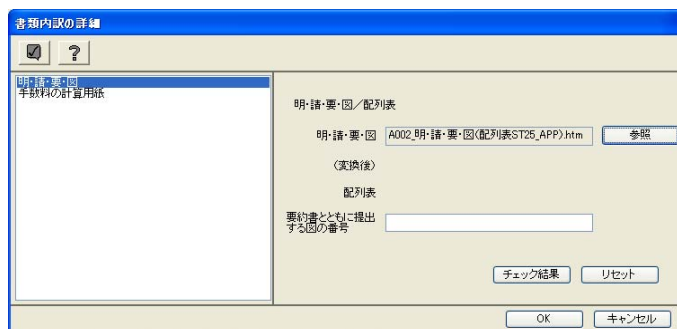 書類内訳の詳細
?
明・請・要・図
手数料の計算用紙
明・請・要・図／配列表
明・請・要・図 A002_明・請・要・図(配列表ST25_APP).htm 参照
(変換後)
配列表
要約書とともに提出
する図の番号
チェック結果 リセット
OK キャンセル